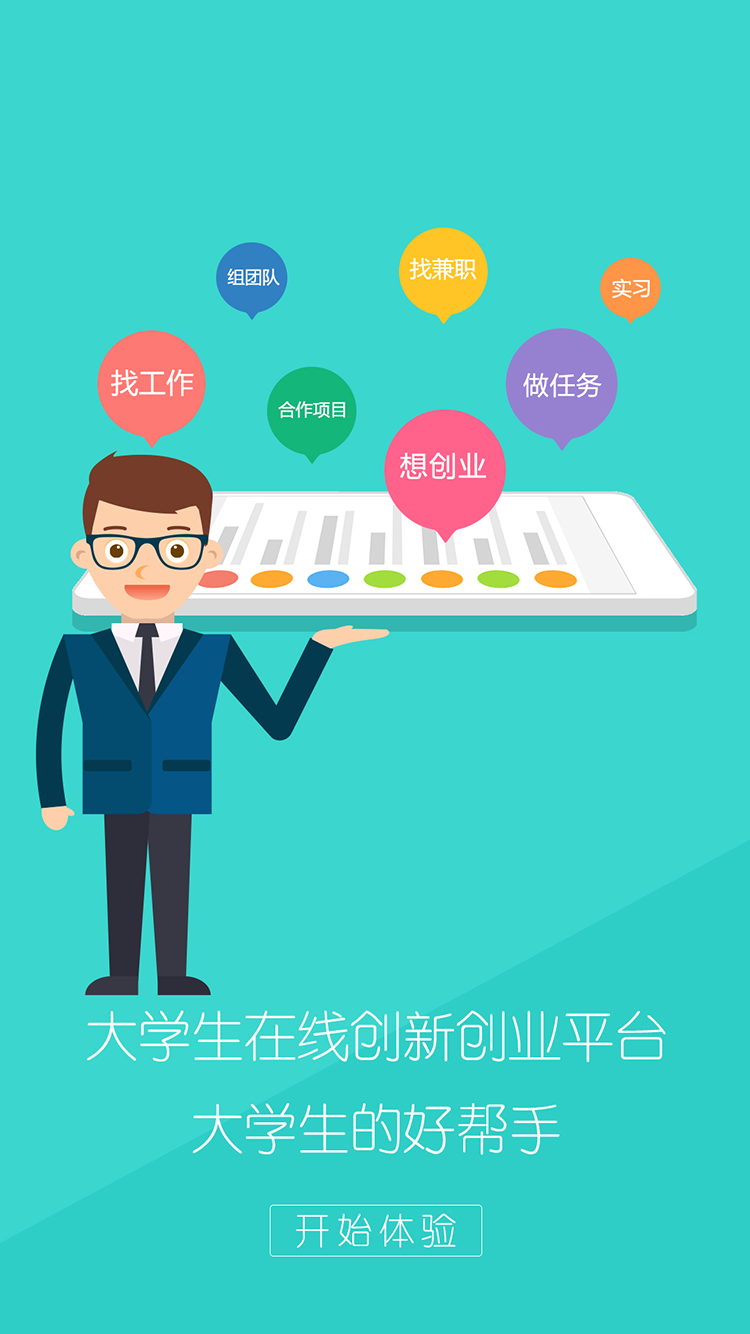 组团队
找兼职
实习
找工作
合作项目
做任务
想创业
大学生在线创新创业平台
大学生的好帮手
开始体验